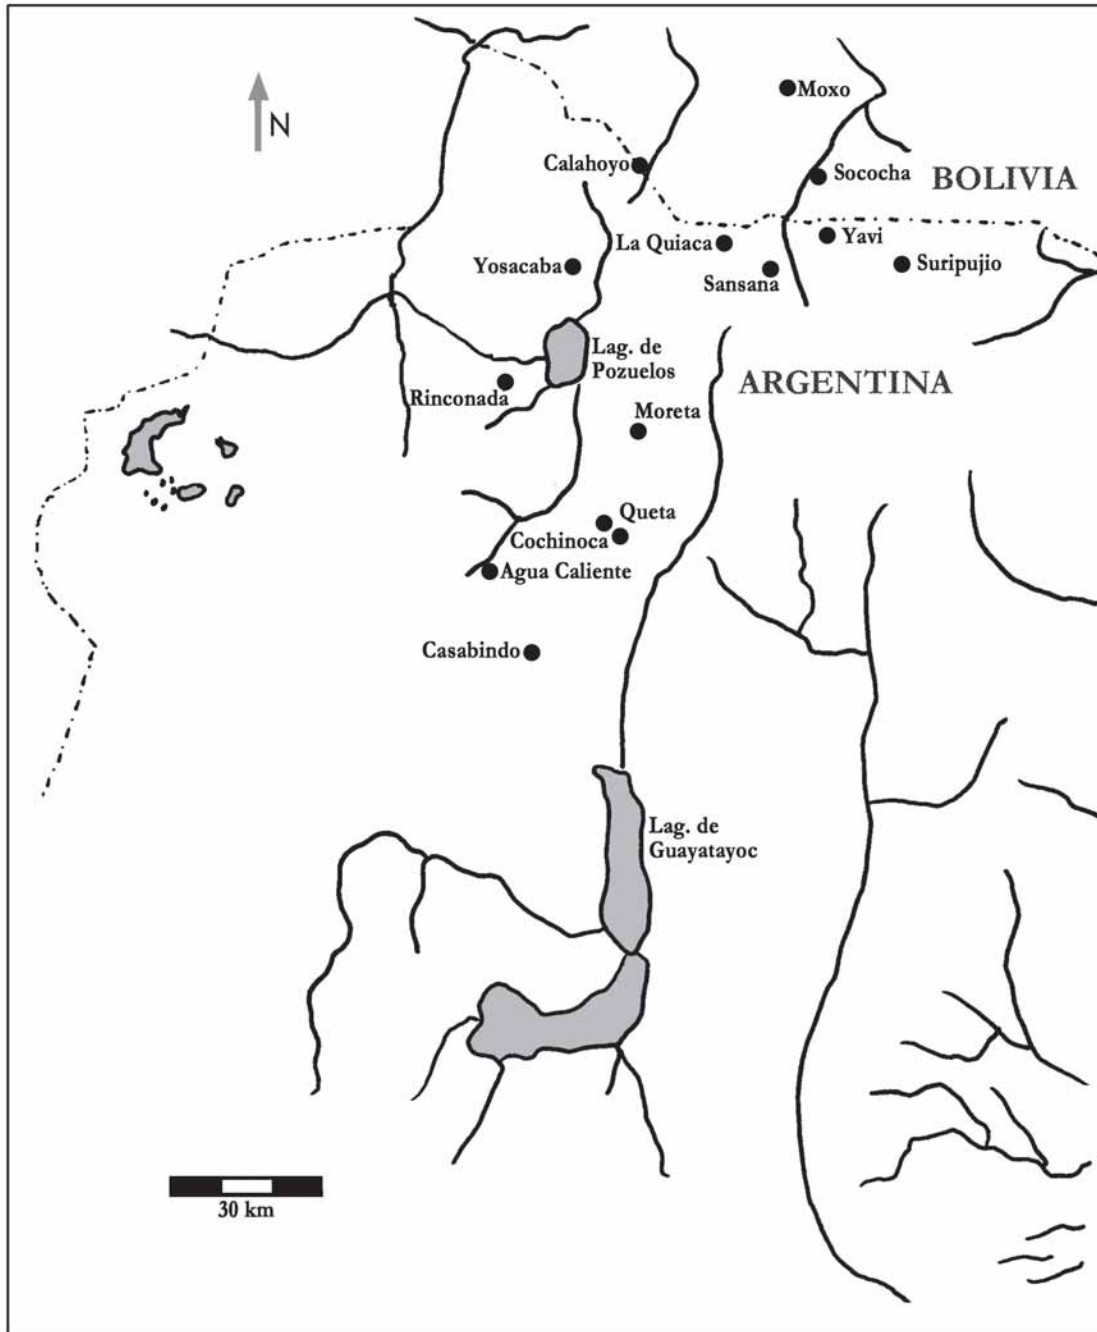 N
Moxo
Calahoyo
Sococha
BOLIVIA
La Quiaca
Yavi
Yosacaba
Sansana
Suripujio
Lag. de
Pozuelos
Rinconada
ARGENTINA
Moreta
Queta
Cochinoca
Agua Caliente
Casabindo
Lag. de
Guayatayoc
30 km